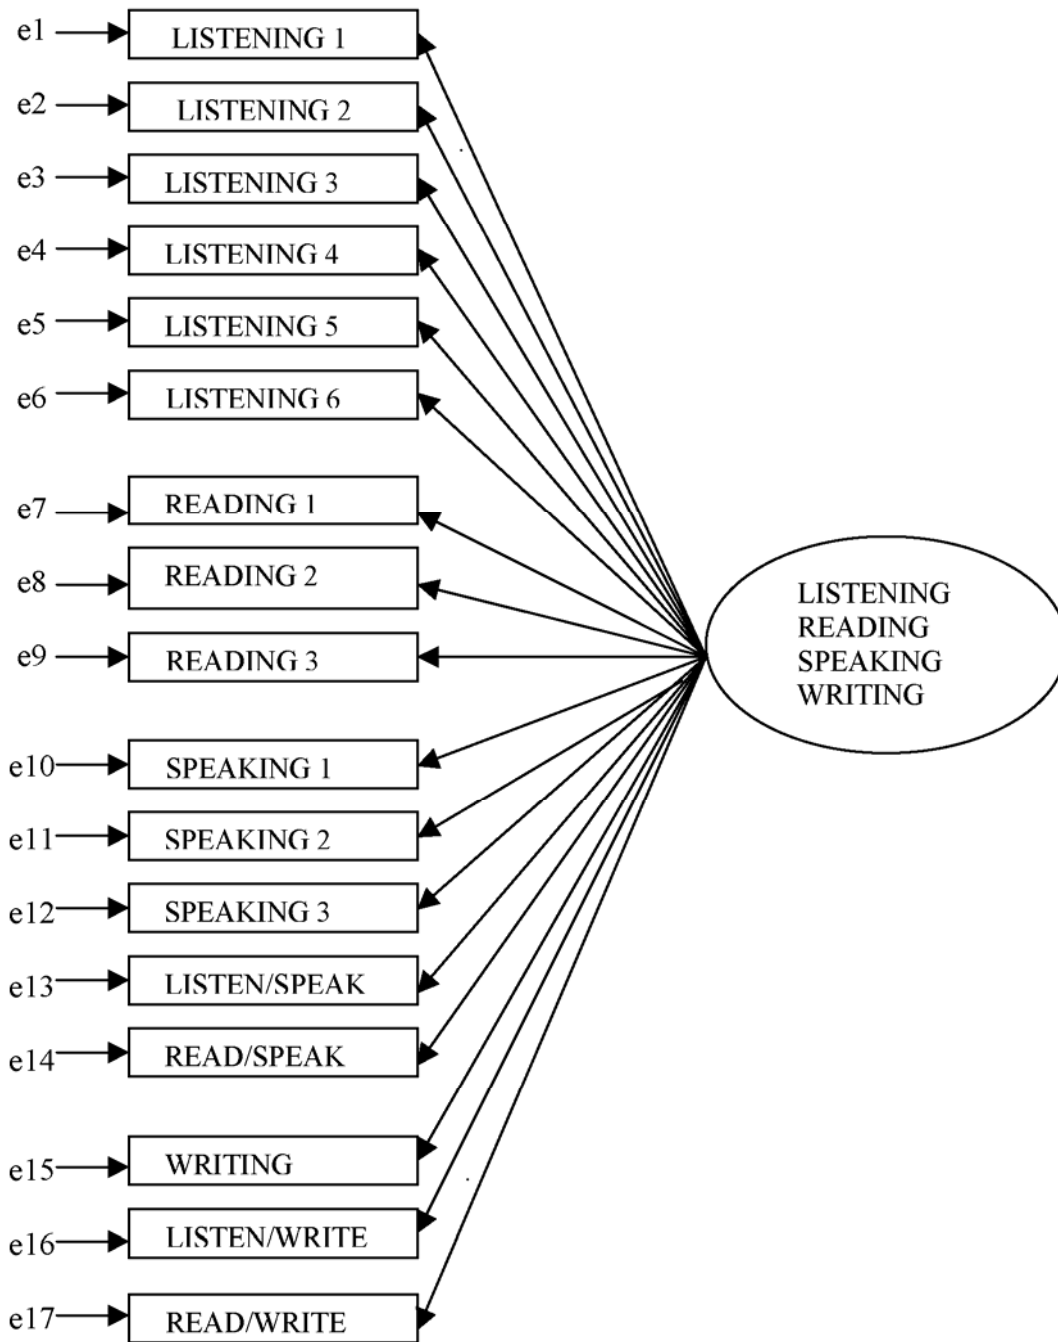 e1 LISTENING 1
e2 LISTENING 2
e3 LISTENING 3
e4 LISTENING 4
e5 LISTENING 5
e6 LISTENING 6
e7 READING 1
e8 READING 2
e9 READING 3
LISTENING
READING
SPEAKING
WRITING
e10 SPEAKING 1
e11 SPEAKING 2
e12 SPEAKING 3
e13 LISTEN/SPEAK
e14 READ/SPEAK
e15 WRITING
e16 LISTEN/WRITE
e17 READ/WRITE